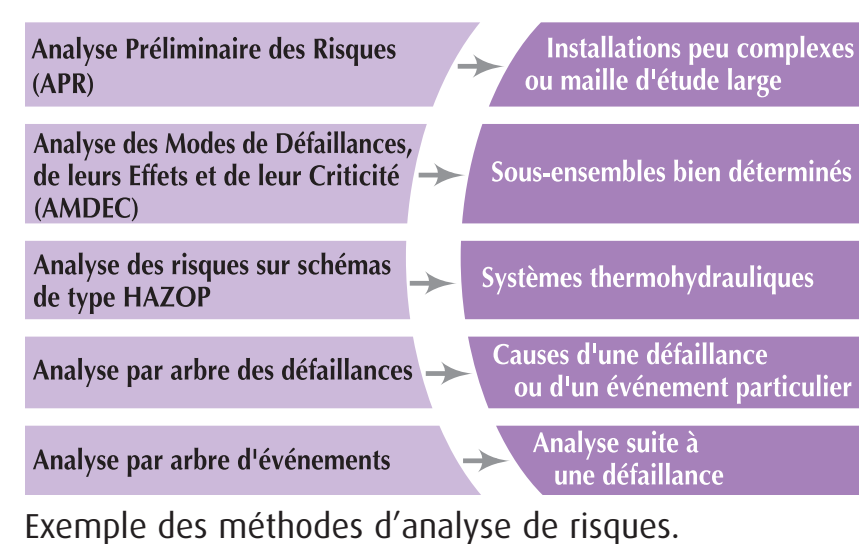 Analyse Préliminaire des Risques
(APR)
Installations peu complexes
ou maille d'étude large
Analyse des Modes de Défaillances,
de leurs Effets et de leur Criticité
(AMDEC)
Sous-ensembles bien déterminés
Analyse des risques sur schémas
de type HAZOP
Systèmes thermohydrauliques
Analyse par arbre des défaillances
Causes d'une défaillance
ou d'un événement particulier
Analyse par arbre d'événements
Analyse suite à
une défaillance
Exemple des méthodes d’analyse de risques.